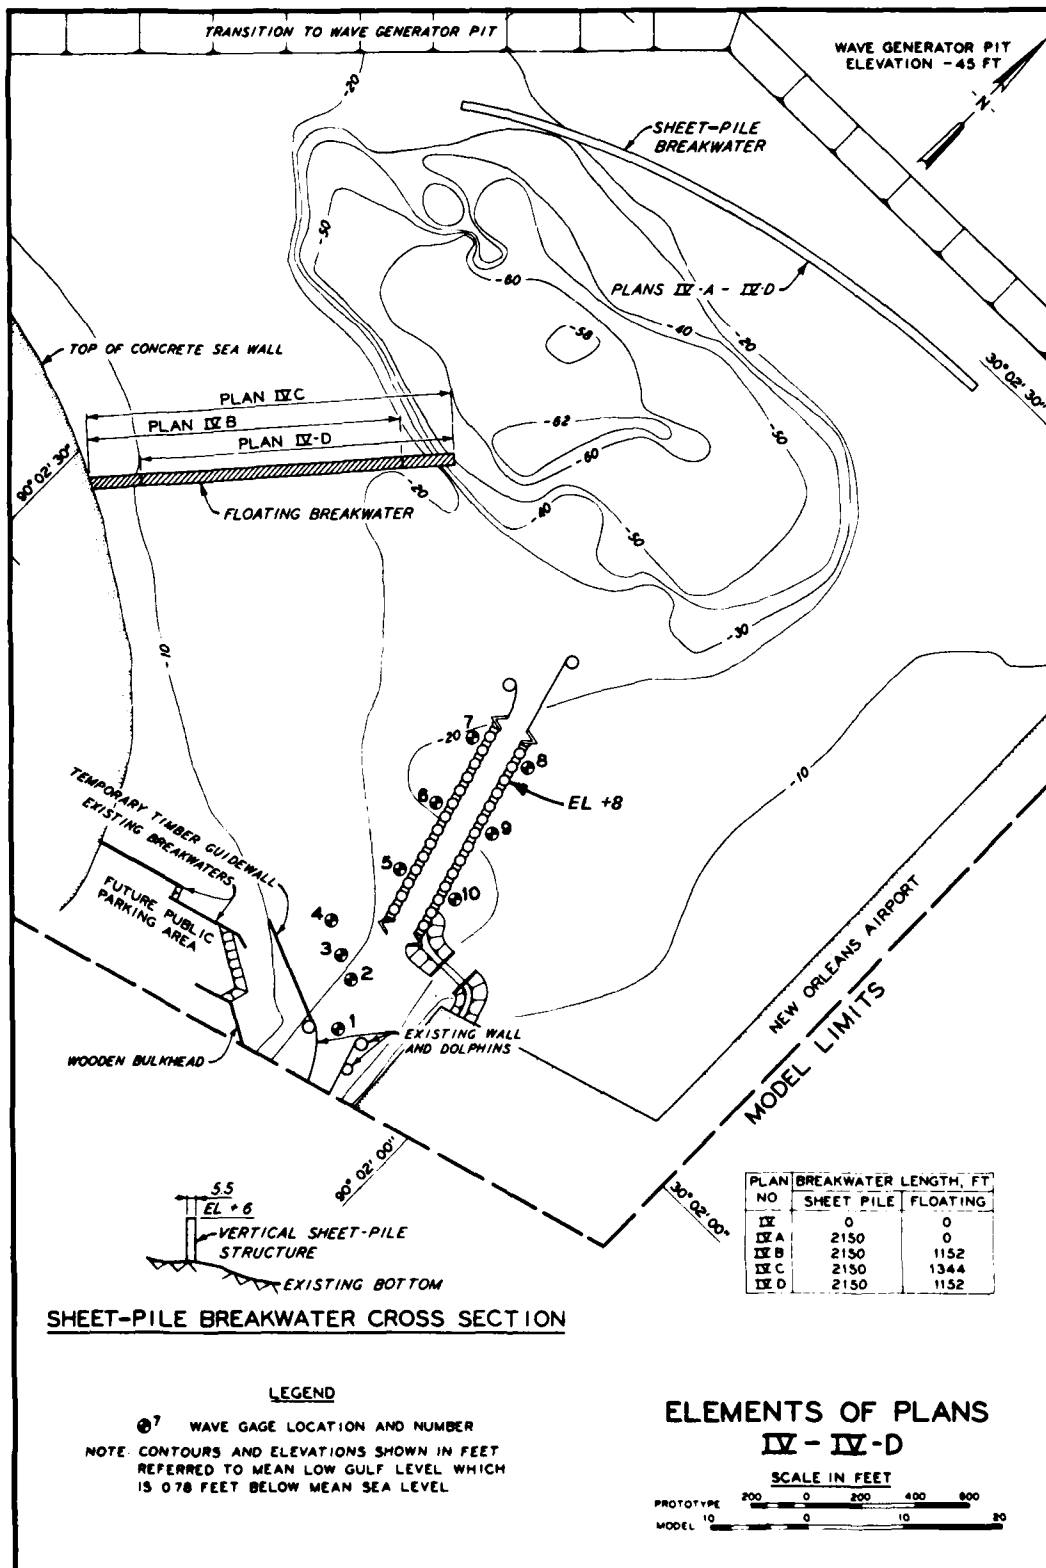 TRANSITION TO WAVE GENERATOR PIT
WAVE GENERATOR PIT
ELEVATION -45 FT
N
-20
SHEET-PILE
BREAKWATER
-50
-60
PLANS IV-A - IV-D
-58
-40
-20
30° 02' 30"
TOP OF CONCRETE SEA WALL
PLAN IVC
PLAN IVB
PLAN IV-D
-62
-60
-50
90° 02' 30"
FLOATING BREAKWATER
-20
-40
-50
-30
-10
7
-20
8
-10
6
EL +8
9
5
10
TEMPORARY TIMBER GUIDEWALL
EXISTING BREAKWATERS
FUTURE PUBLIC
PARKING AREA
4
3
2
1
EXISTING WALL
AND DOLPHINS
WOODEN BULKHEAD
NEW ORLEANS AIRPORT
MODEL LIMITS
90° 02' 00"
30° 02' 00"
5.5
EL + 6
VERTICAL SHEET-PILE
STRUCTURE
EXISTING BOTTOM
SHEET-PILE BREAKWATER CROSS SECTION
PLAN NO BREAKWATER LENGTH, FT
SHEET PILE FLOATING
IV 0 0
IV A 2150 0
IV B 2150 1152
IV C 2150 1344
IV D 2150 1152
LEGEND
7 WAVE GAGE LOCATION AND NUMBER
NOTE: CONTOURS AND ELEVATIONS SHOWN IN FEET
REFERRED TO MEAN LOW GULF LEVEL WHICH
IS 0.78 FEET BELOW MEAN SEA LEVEL
ELEMENTS OF PLANS
IV - IV-D
SCALE IN FEET
PROTOTYPE 200 0 200 400 600
MODEL 10 0 10 20